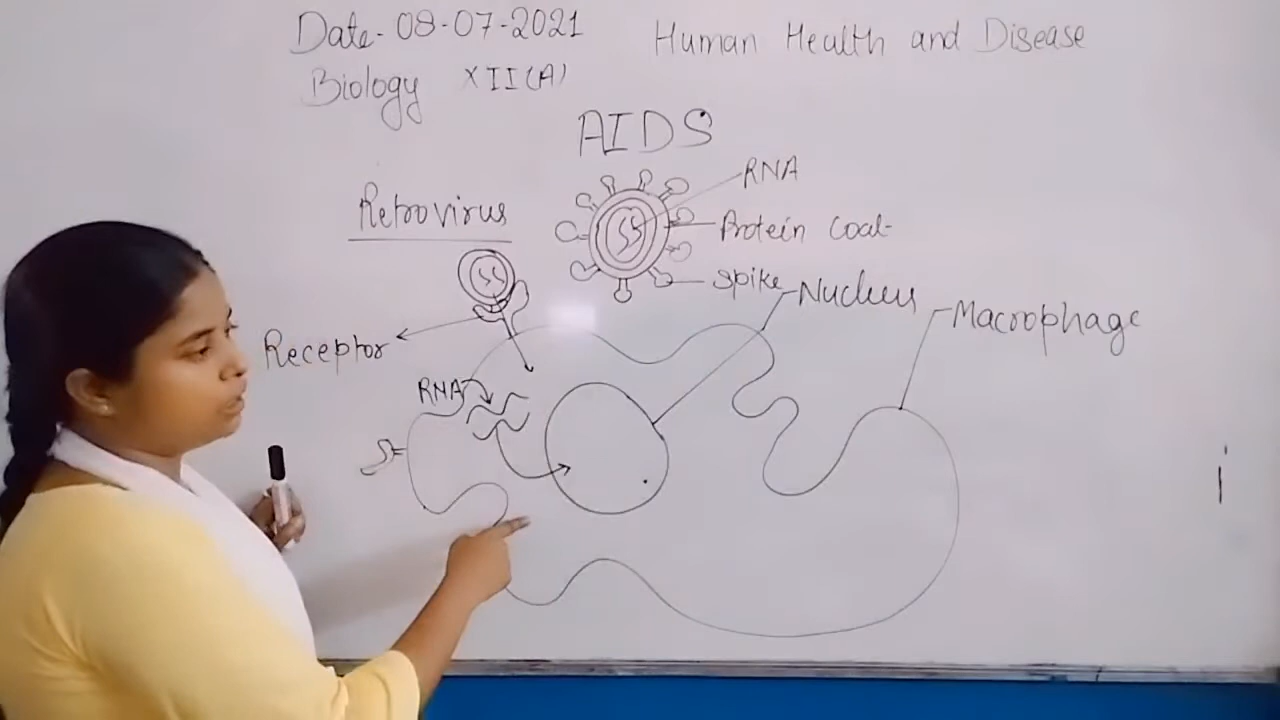 Date- 08-07-2021
Human Health and Disease
Biology XII(A)
AIDS
RNA
Retrovirus
Protein coat
spike
Nucleus
Macrophage
Receptor
RNA